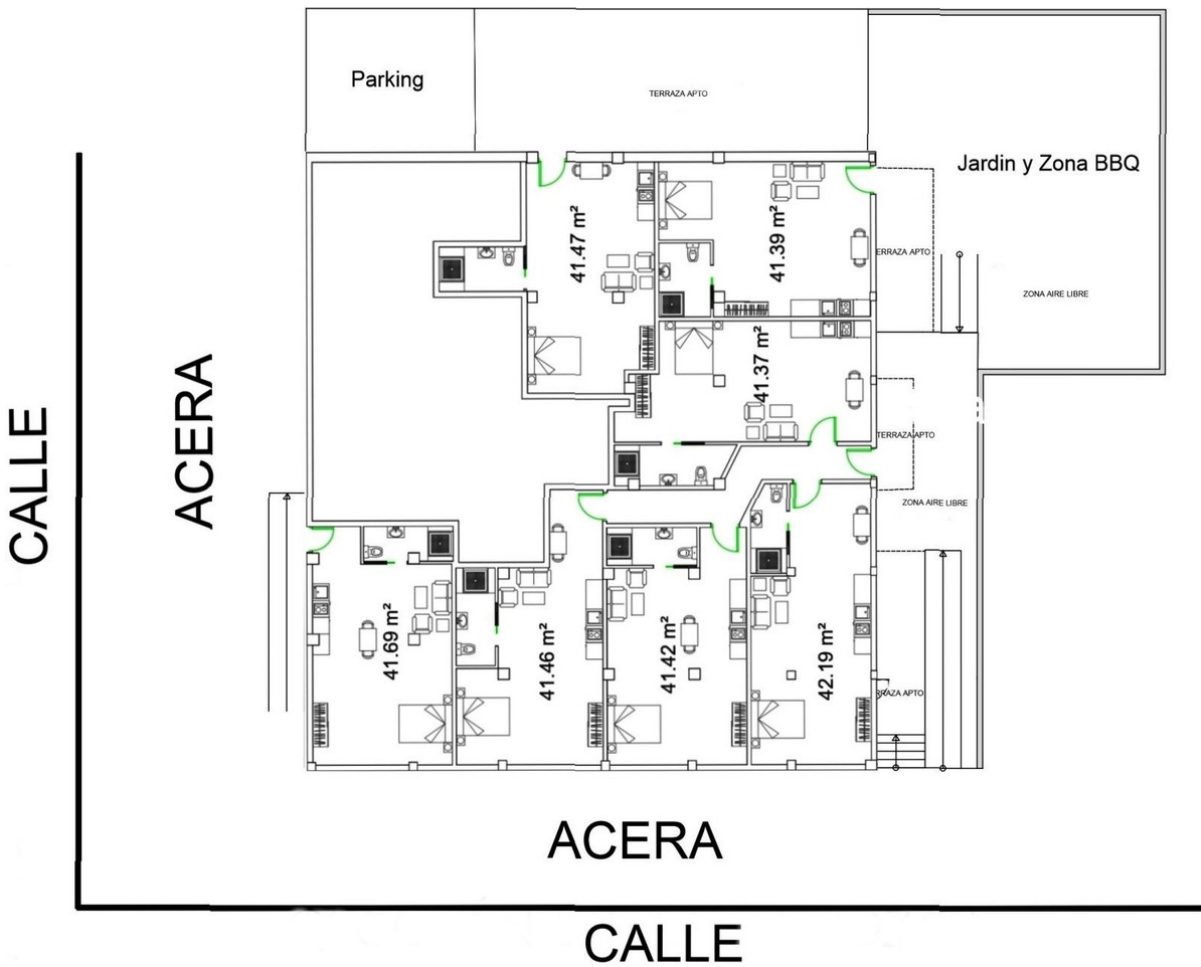 Parking
TERRAZA APTO
Jardin y Zona BBQ
41.47 m²
41.39 m²
ERRAZA APTO
ZONA AIRE LIBRE
41.37 m²
TERRAZA APTO
ZONA AIRE LIBRE
CALLE
ACERA
41.69 m²
41.46 m²
41.42 m²
42.19 m²
RRAZA APTO
ACERA
CALLE